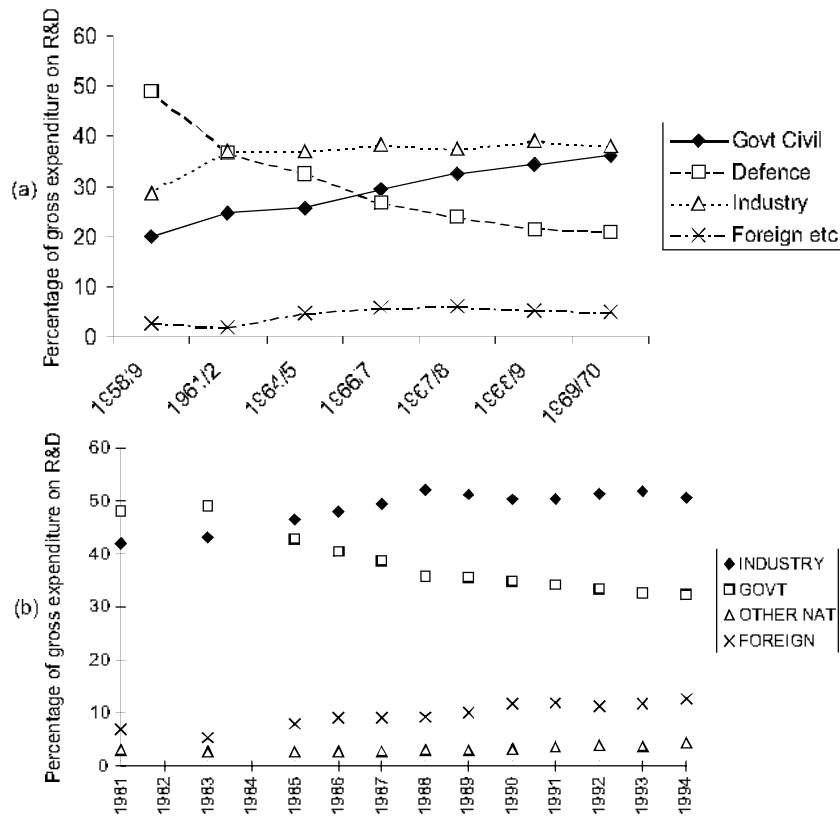 Percentage of gross expenditure on R&D
60
50
40
30
20
10
0
(a)
1958/9
1961/2
1964/5
1966/7
1967/8
1968/9
1969/70
Govt Civil
Defence
Industry
Foreign etc
Percentage of gross expenditure on R&D
60
50
40
30
20
10
0
(b)
1981
1982
1983
1984
1985
1986
1987
1988
1989
1990
1991
1992
1993
1994
INDUSTRY
GOVT
OTHER NAT
FOREIGN